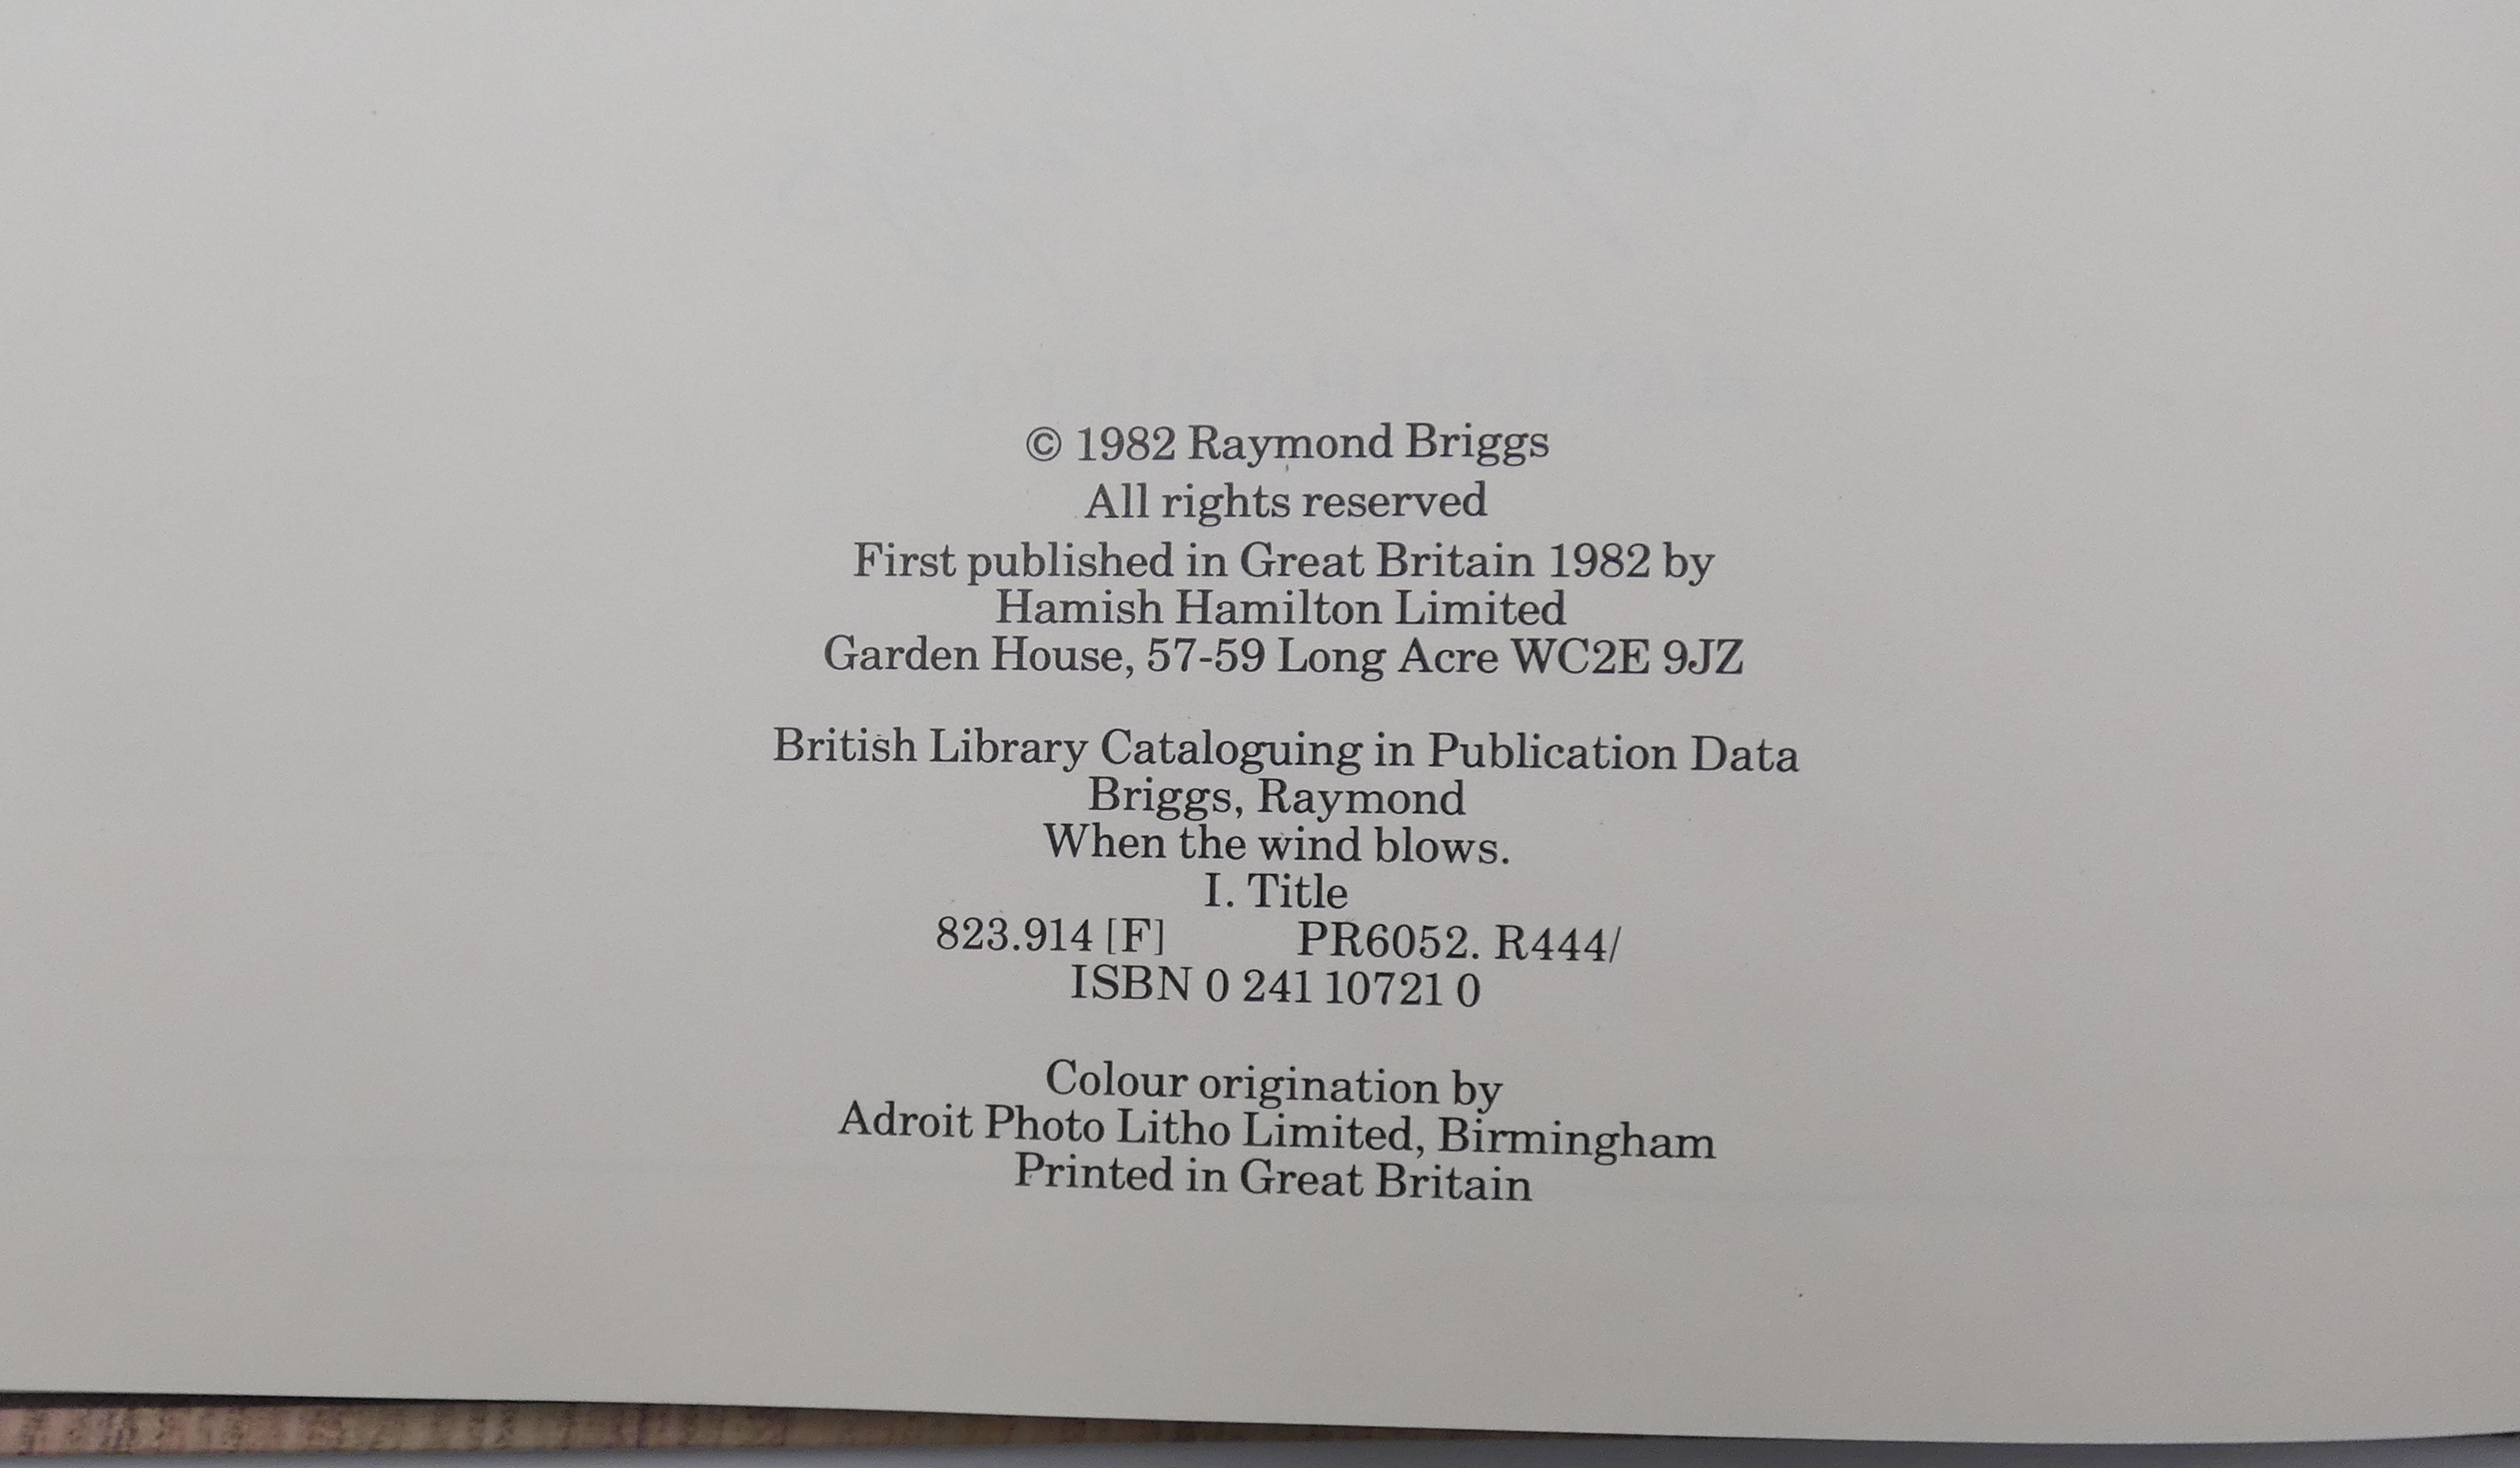 © 1982 Raymond Briggs
All rights reserved
First published in Great Britain 1982 by
Hamish Hamilton Limited
Garden House, 57-59 Long Acre WC2E 9JZ
British Library Cataloguing in Publication Data
Briggs, Raymond
When the wind blows.
I. Title
823.914 [F] PR6052. R444/
ISBN 0 241 10721 0
Colour origination by
Adroit Photo Litho Limited, Birmingham
Printed in Great Britain